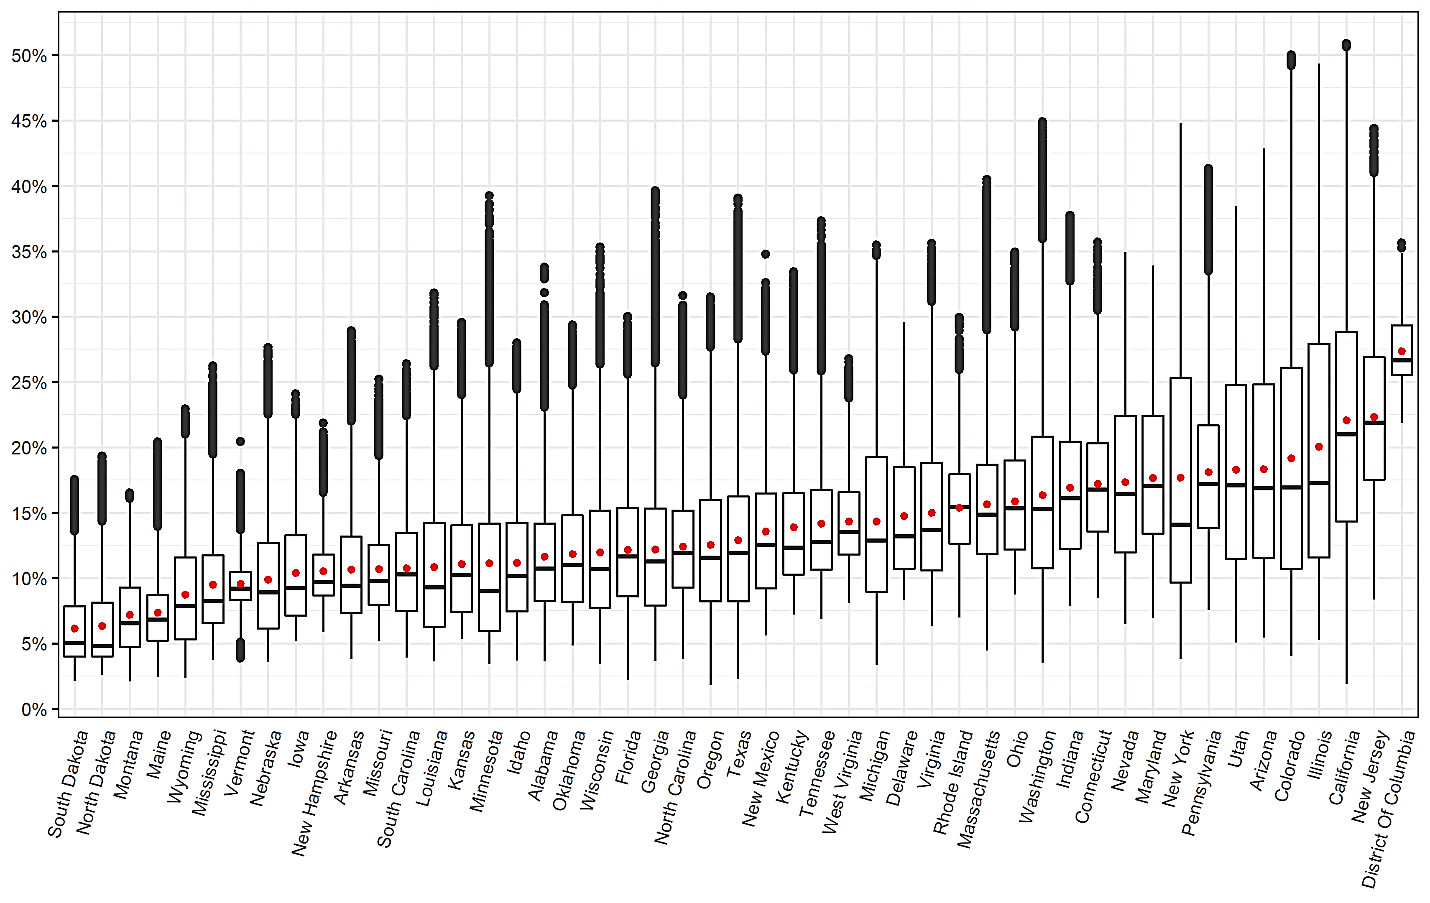 50%
45%
40%
35%
30%
25%
20%
15%
10%
5%
0%
South Dakota
North Dakota
Montana
Maine
Wyoming
Mississippi
Vermont
Nebraska
Iowa
New Hampshire
Arkansas
Missouri
South Carolina
Louisiana
Kansas
Minnesota
Idaho
Alabama
Oklahoma
Wisconsin
Florida
Georgia
North Carolina
Oregon
Texas
New Mexico
Kentucky
Tennessee
West Virginia
Michigan
Delaware
Virginia
Rhode Island
Massachusetts
Ohio
Washington
Indiana
Connecticut
Nevada
Maryland
New York
Pennsylvania
Utah
Arizona
Colorado
Illinois
California
New Jersey
District Of Columbia